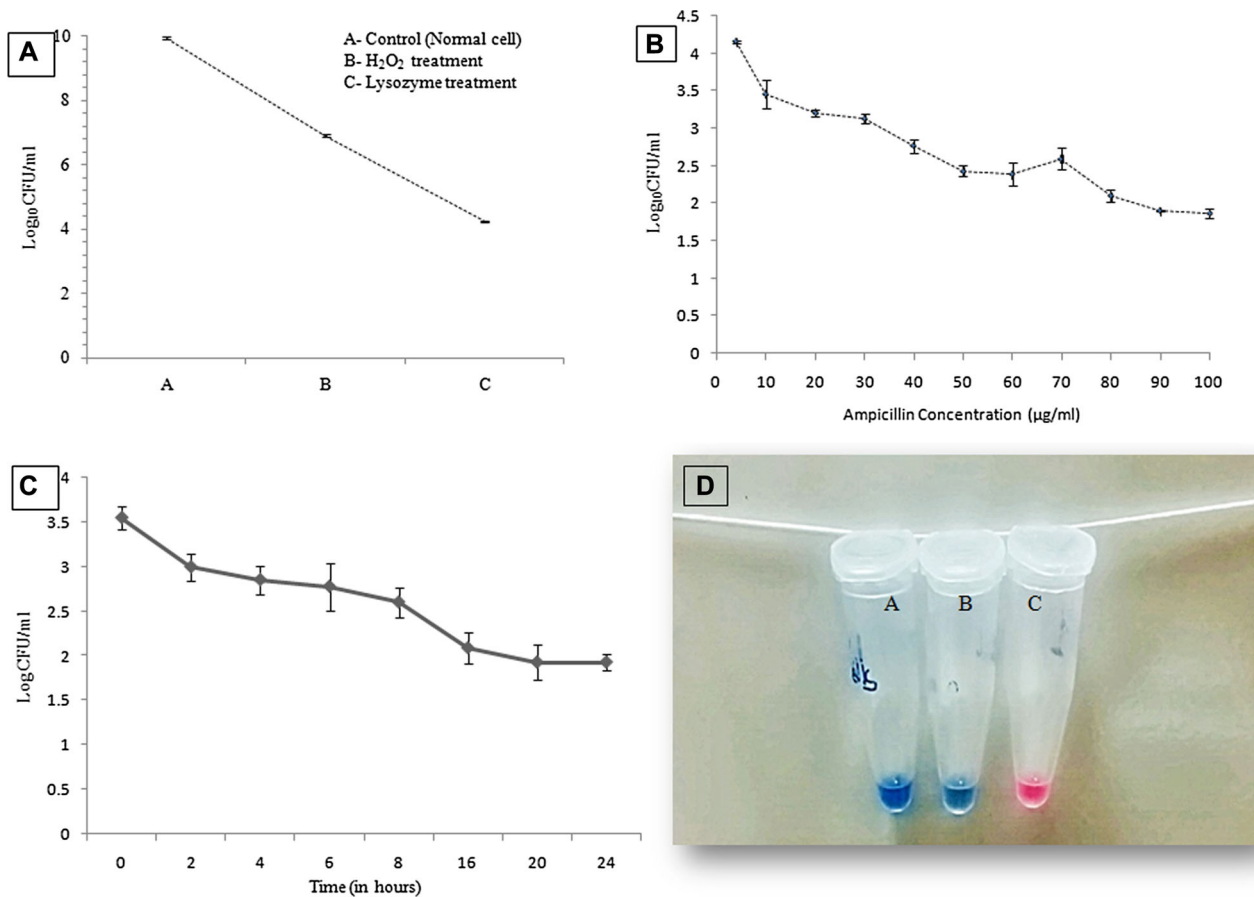 A
10
8
6
4
2
0
Log₁₀CFU/ml
A- Control (Normal cell)
B- H₂O₂ treatment
C- Lysozyme treatment
A B C
B
4.5
4
3.5
3
2.5
2
1.5
1
0.5
0
Log₁₀CFU/ml
0 10 20 30 40 50 60 70 80 90 100
Ampicillin Concentration (µg/ml)
C
4
3.5
3
2.5
2
1.5
1
0.5
0
LogCFU/ml
0 2 4 6 8 16 20 24
Time (in hours)
D
A B C